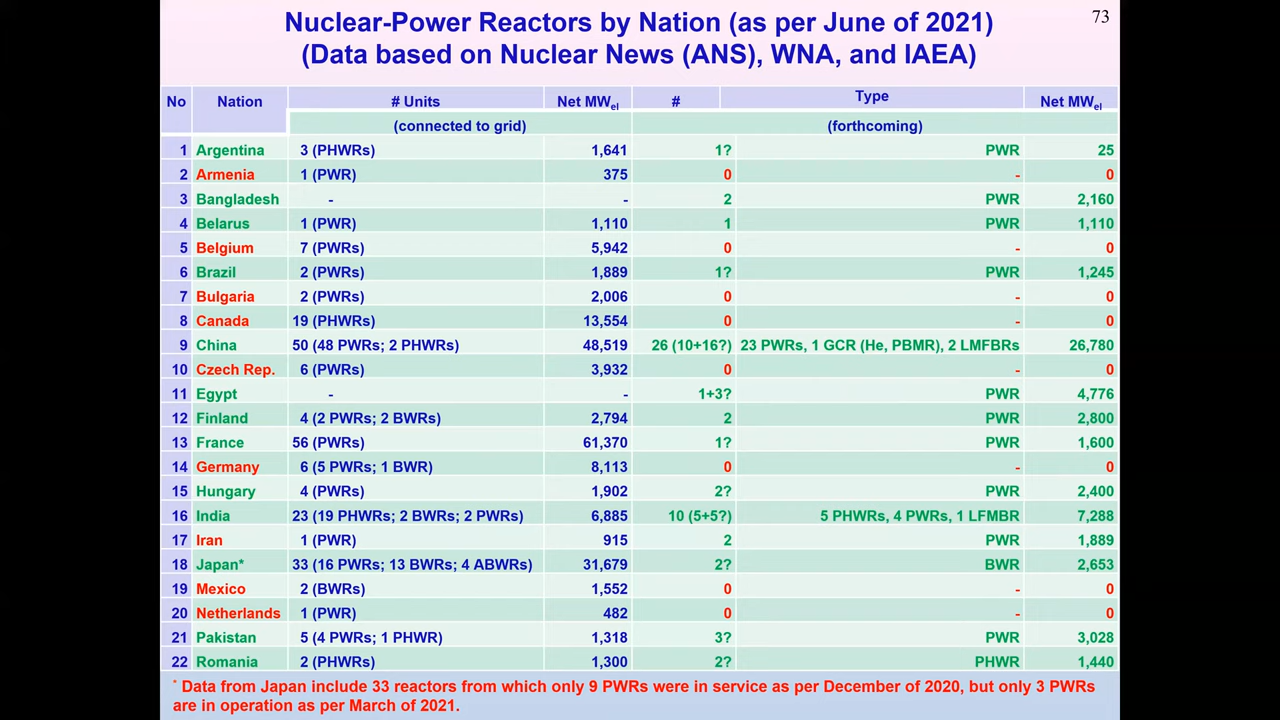 73
Nuclear-Power Reactors by Nation (as per June of 2021)
(Data based on Nuclear News (ANS), WNA, and IAEA)
No Nation # Units Net MWel # Type Net MWel
(connected to grid) (forthcoming)
1 Argentina 3 (PHWRs) 1,641 1? PWR 25
2 Armenia 1 (PWR) 375 0 - 0
3 Bangladesh - - 2 PWR 2,160
4 Belarus 1 (PWR) 1,110 1 PWR 1,110
5 Belgium 7 (PWRs) 5,942 0 - 0
6 Brazil 2 (PWRs) 1,889 1? PWR 1,245
7 Bulgaria 2 (PWRs) 2,006 0 - 0
8 Canada 19 (PHWRs) 13,554 0 - 0
9 China 50 (48 PWRs; 2 PHWRs) 48,519 26 (10+16?) 23 PWRs, 1 GCR (He, PBMR), 2 LMFBRs 26,780
10 Czech Rep. 6 (PWRs) 3,932 0 - 0
11 Egypt - - 1+3? PWR 4,776
12 Finland 4 (2 PWRs; 2 BWRs) 2,794 2 PWR 2,800
13 France 56 (PWRs) 61,370 1? PWR 1,600
14 Germany 6 (5 PWRs; 1 BWR) 8,113 0 - 0
15 Hungary 4 (PWRs) 1,902 2? PWR 2,400
16 India 23 (19 PHWRs; 2 BWRs; 2 PWRs) 6,885 10 (5+5?) 5 PHWRs, 4 PWRs, 1 LFMBR 7,288
17 Iran 1 (PWR) 915 2 PWR 1,889
18 Japan* 33 (16 PWRs; 13 BWRs; 4 ABWRs) 31,679 2? BWR 2,653
19 Mexico 2 (BWRs) 1,552 0 - 0
20 Netherlands 1 (PWR) 482 0 - 0
21 Pakistan 5 (4 PWRs; 1 PHWR) 1,318 3? PWR 3,028
22 Romania 2 (PHWRs) 1,300 2? PHWR 1,440
* Data from Japan include 33 reactors from which only 9 PWRs were in service as per December of 2020, but only 3 PWRs
are in operation as per March of 2021.